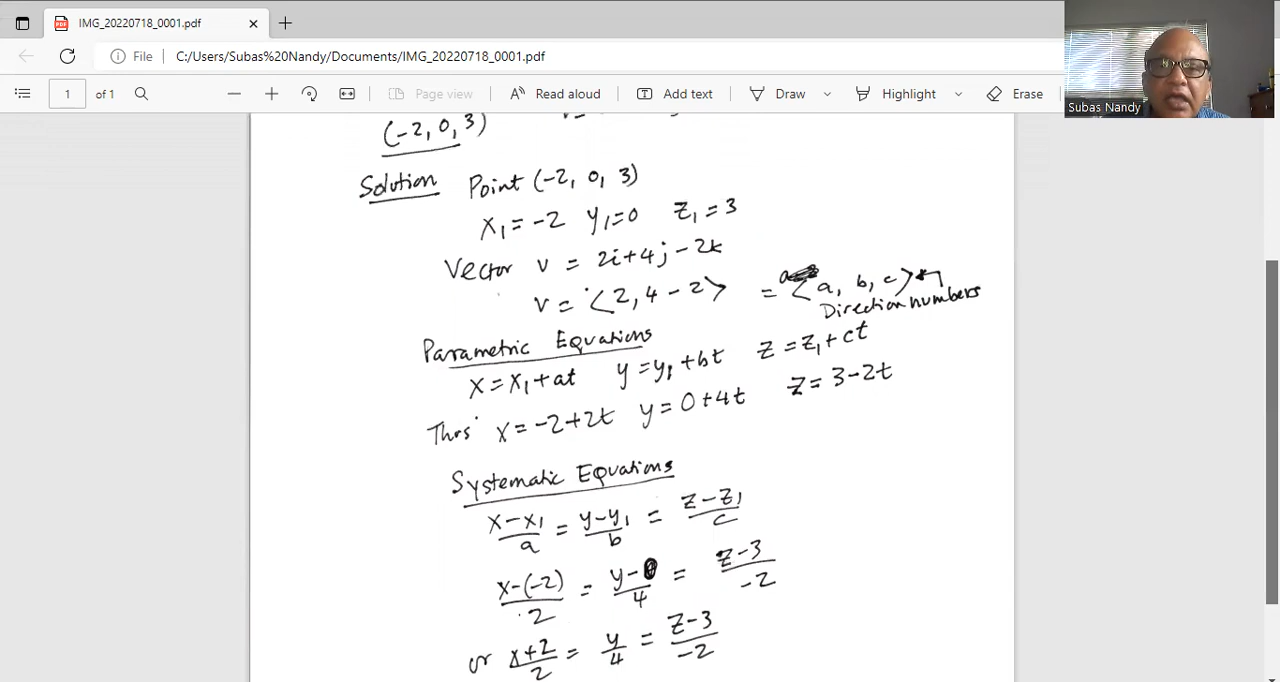 IMG_20220718_0001.pdf
File C:/Users/Subas%20Nandy/Documents/IMG_20220718_0001.pdf
1 of 1 Page view Read aloud Add text Draw Highlight Erase
Subas Nandy
(-2, 0, 3)
Solution Point (-2, 0, 3)
x₁ = -2 y₁ = 0 z₁ = 3
Vector v = 2i + 4j - 2k
v = ⟨2, 4 - 2⟩ = ⟨a, b, c⟩
Direction numbers
Parametric Equations
x = x₁ + at y = y₁ + bt z = z₁ + ct
Thus x = -2 + 2t y = 0 + 4t z = 3 - 2t
Systematic Equations
x - x₁ / a = y - y₁ / b = z - z₁ / c
x - (-2) / 2 = y - 0 / 4 = z - 3 / -2
or x + 2 / 2 = y / 4 = z - 3 / -2